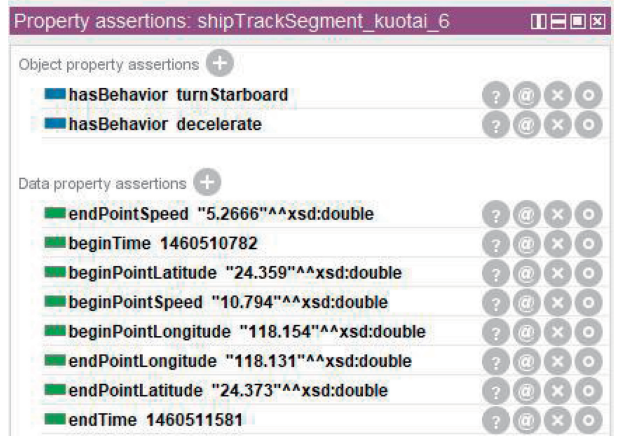 Property assertions: shipTrackSegment_kuotai_6
Object property assertions
hasBehavior turnStarboard
hasBehavior decelerate
Data property assertions
endPointSpeed "5.2666"^^xsd:double
beginTime 1460510782
beginPointLatitude "24.359"^^xsd:double
beginPointSpeed "10.794"^^xsd:double
beginPointLongitude "118.154"^^xsd:double
endPointLongitude "118.131"^^xsd:double
endPointLatitude "24.373"^^xsd:double
endTime 1460511581